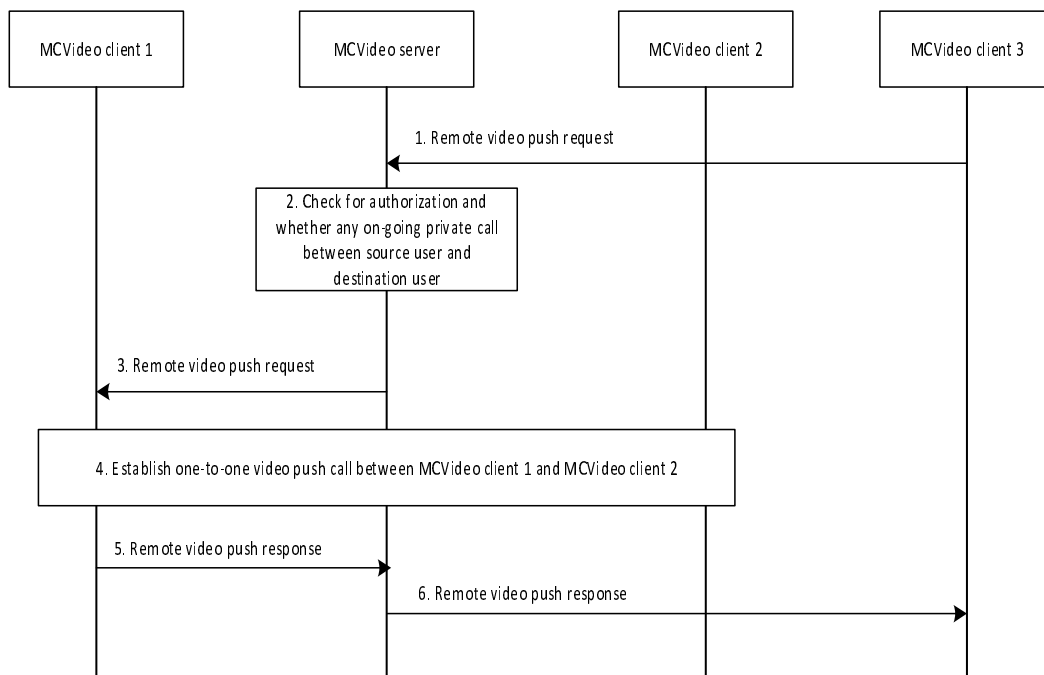 MCVideo client 1
MCVideo server
MCVideo client 2
MCVideo client 3
1. Remote video push request
2. Check for authorization and
whether any on-going private call
between source user and
destination user
3. Remote video push request
4. Establish one-to-one video push call between MCVideo client 1 and MCVideo client 2
5. Remote video push response
6. Remote video push response